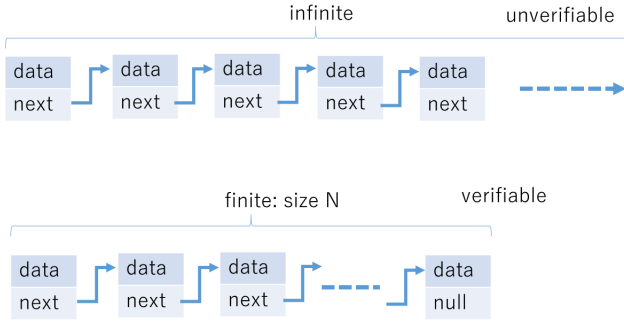 infinite
unverifiable
data data data data data
next next next next next
finite: size N
verifiable
data data data data
next next next null